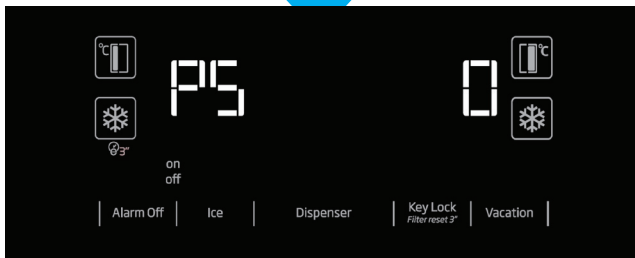 °C
°C
PS 0
3"
on
off
Alarm Off Ice Dispenser Key Lock Vacation
Filter reset 3"